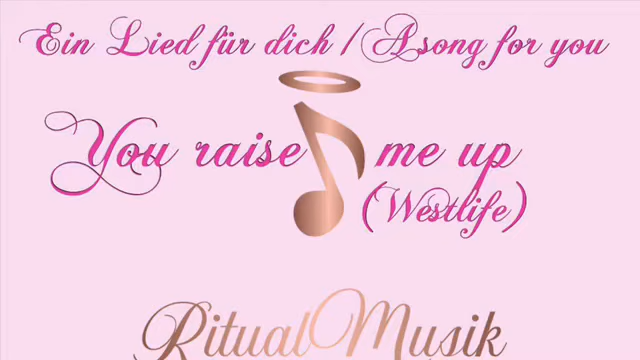 Ein Lied für dich / A song for you
You raise me up
(Westlife)
RitualMusik